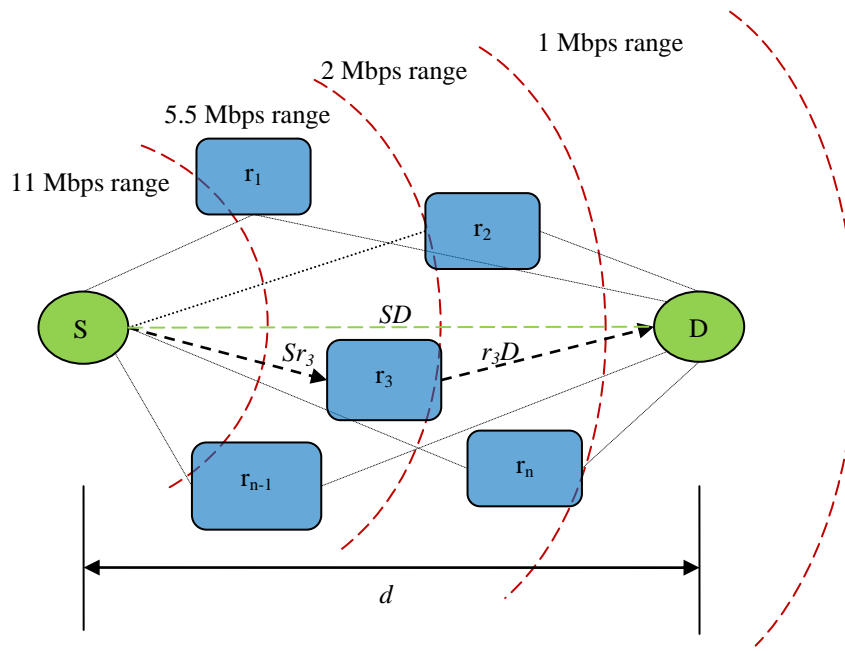 1 Mbps range
2 Mbps range
5.5 Mbps range
11 Mbps range
r₁
r₂
S
SD
D
Sr₃
r₃
r₃D
rₙ₋₁
rₙ
d